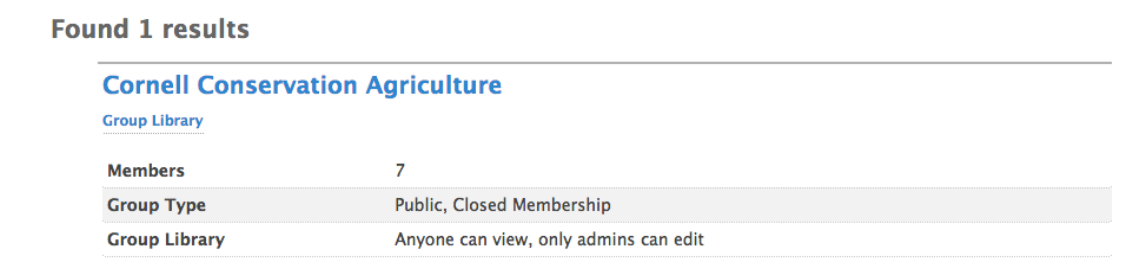 Found 1 results
Cornell Conservation Agriculture
Group Library
Members 7
Group Type Public, Closed Membership
Group Library Anyone can view, only admins can edit